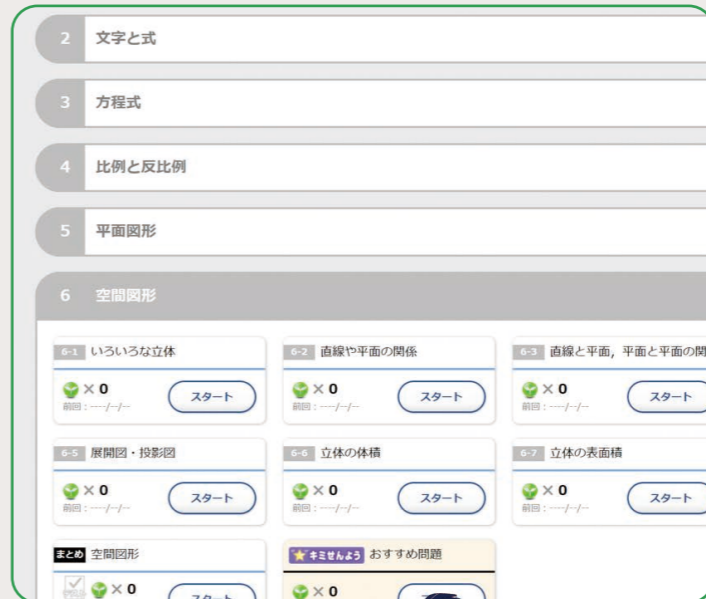 2 文字と式
3 方程式
4 比例と反比例
5 平面図形
6 空間図形
6-1 いろいろな立体
6-2 直線や平面の関係
6-3 直線と平面，平面と平面の関
× 0
前回：----/--/--
スタート
× 0
前回：----/--/--
スタート
× 0
前回：----/--/--
スタート
6-5 展開図・投影図
6-6 立体の体積
6-7 立体の表面積
× 0
前回：----/--/--
スタート
× 0
前回：----/--/--
スタート
× 0
前回：----/--/--
スタート
まとめ 空間図形
キミせんよう おすすめ問題
× 0
スタート
× 0